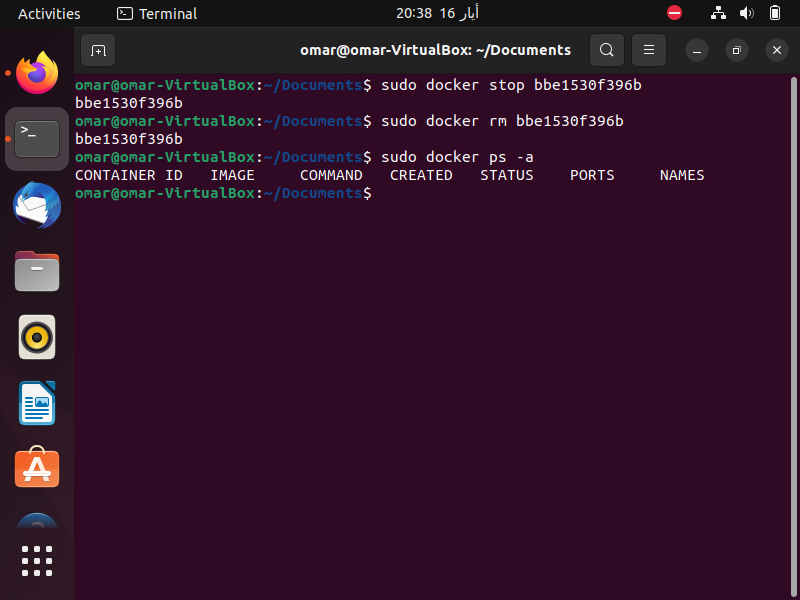 Activities
Terminal
20:38 16 أيار
omar@omar-VirtualBox: ~/Documents
omar@omar-VirtualBox:~/Documents$ sudo docker stop bbe1530f396b
bbe1530f396b
omar@omar-VirtualBox:~/Documents$ sudo docker rm bbe1530f396b
bbe1530f396b
omar@omar-VirtualBox:~/Documents$ sudo docker ps -a
CONTAINER ID   IMAGE     COMMAND   CREATED   STATUS    PORTS     NAMES
omar@omar-VirtualBox:~/Documents$